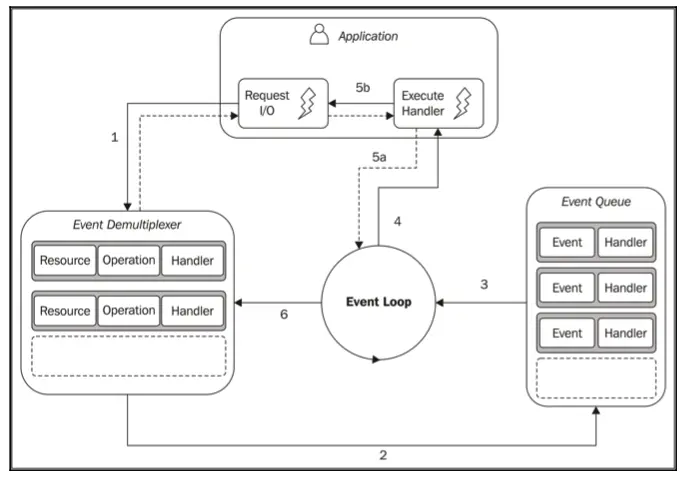 Application
Request
I/O
5b
Execute
Handler
1
5a
4
Event Demultiplexer
Resource Operation Handler
Resource Operation Handler
6
Event Loop
3
Event Queue
Event Handler
Event Handler
Event Handler
2